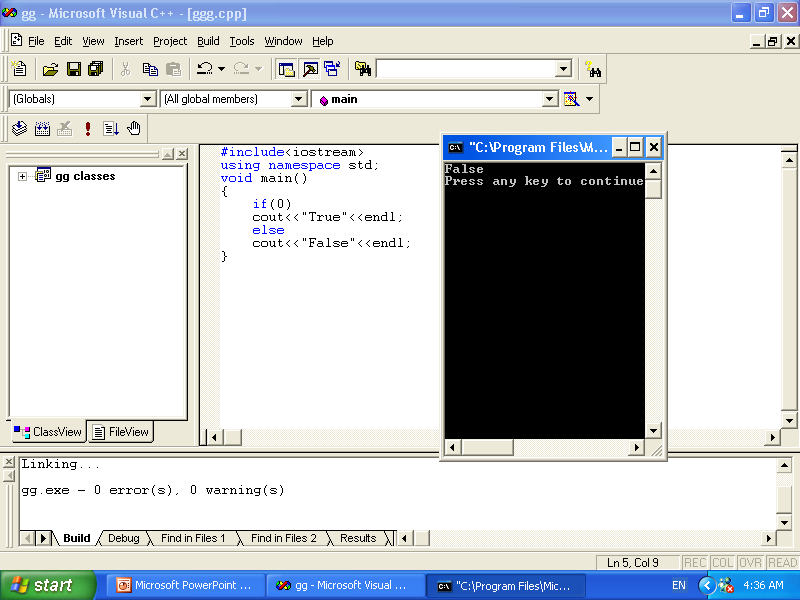 gg - Microsoft Visual C++ - [ggg.cpp]
File Edit View Insert Project Build Tools Window Help
(Globals) (All global members) main
gg classes
#include<iostream>
using namespace std;
void main()
{
if(0)
cout<<"True"<<endl;
else
cout<<"False"<<endl;
}
C:\ "C:\Program Files\M...
False
Press any key to continue
ClassView FileView
Linking...
gg.exe - 0 error(s), 0 warning(s)
Build Debug Find in Files 1 Find in Files 2 Results
Ln 5, Col 9 REC COL OVR READ
start Microsoft PowerPoint ... gg - Microsoft Visual ... C:\ "C:\Program Files\Mic... EN 4:36 AM